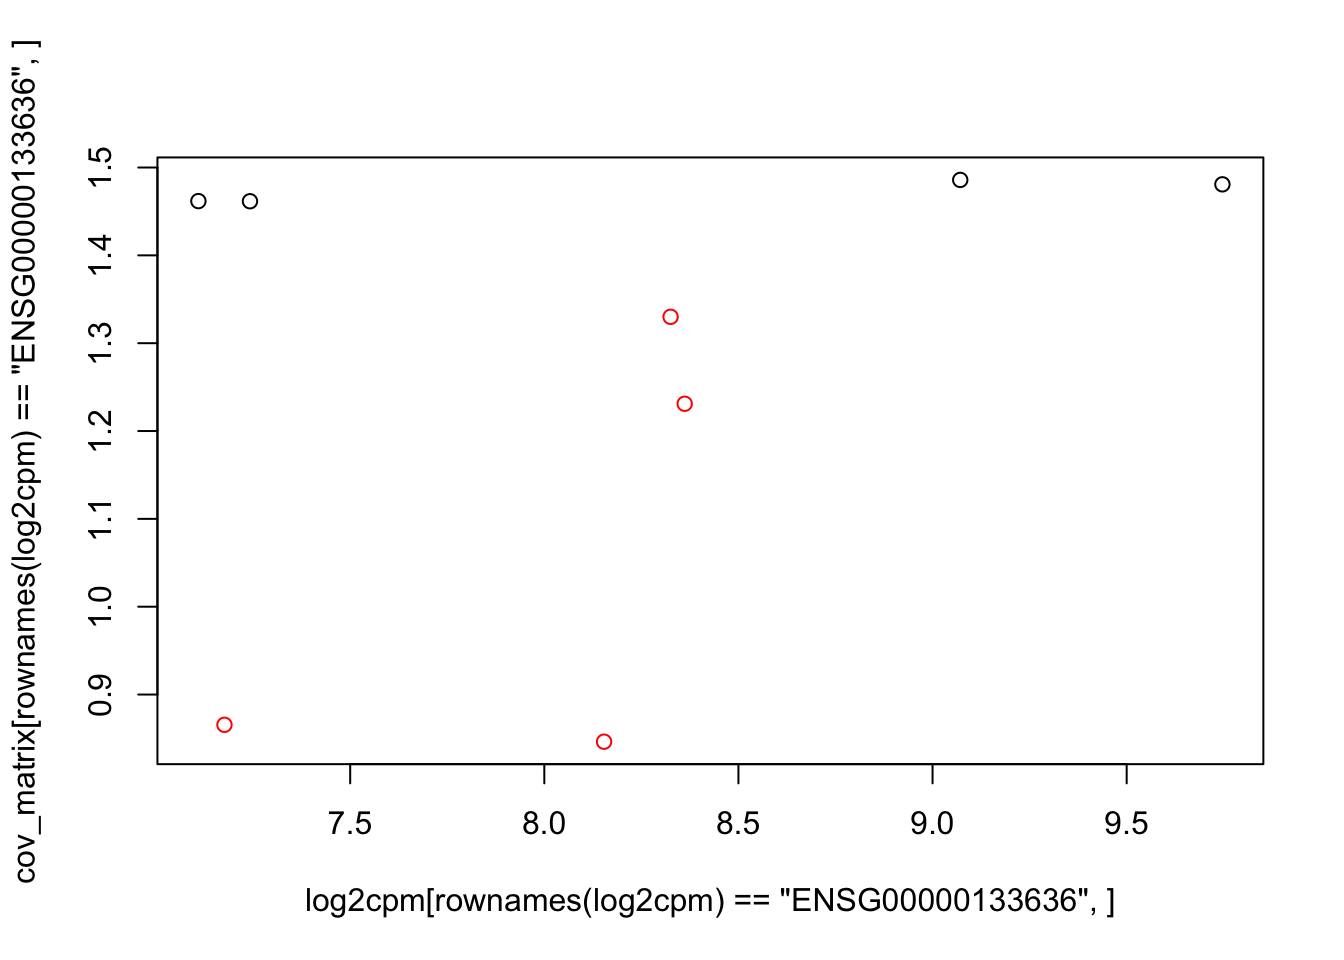 cov_matrix[rownames(log2cpm) == "ENSG00000133636", ]
1.5
1.4
1.3
1.2
1.1
1.0
0.9
7.5 8.0 8.5 9.0 9.5
log2cpm[rownames(log2cpm) == "ENSG00000133636", ]